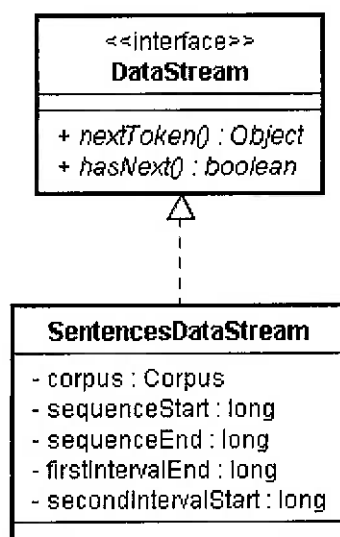 <<interface>>
DataStream
+ nextToken() : Object
+ hasNext() : boolean
SentencesDataStream
- corpus : Corpus
- sequenceStart : long
- sequenceEnd : long
- firstIntervalEnd : long
- secondIntervalStart : long